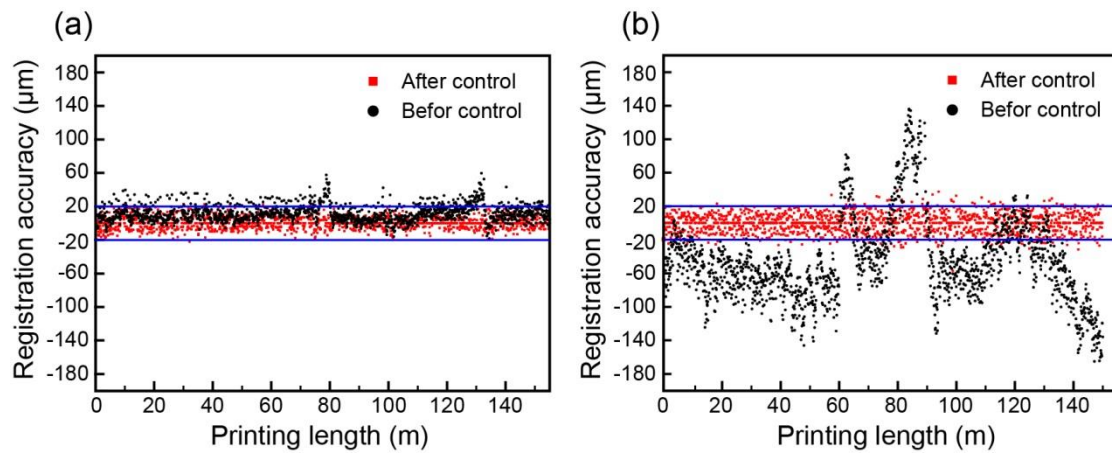 (a)
Registration accuracy (μm)
180
140
100
60
20
-20
-60
-100
-140
-180
After control
Befor control
0 20 40 60 80 100 120 140
Printing length (m)
(b)
Registration accuracy (μm)
180
140
100
60
20
-20
-60
-100
-140
-180
After control
Befor control
0 20 40 60 80 100 120 140
Printing length (m)